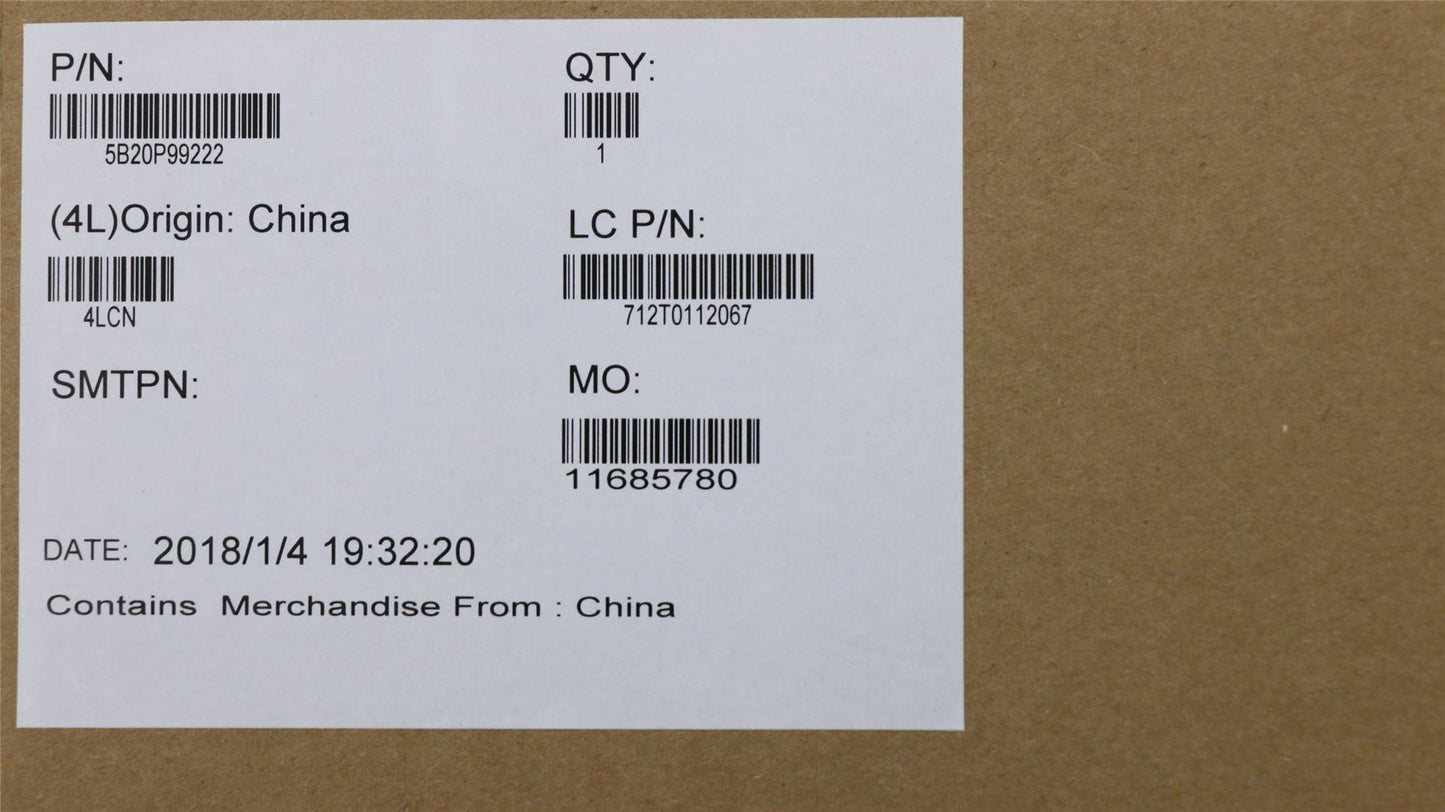 P/N:
5B20P99222
QTY:
1
(4L)Origin: China
4LCN
LC P/N:
712T0112067
SMTPN:
MO:
11685780
DATE: 2018/1/4 19:32:20
Contains Merchandise From : China